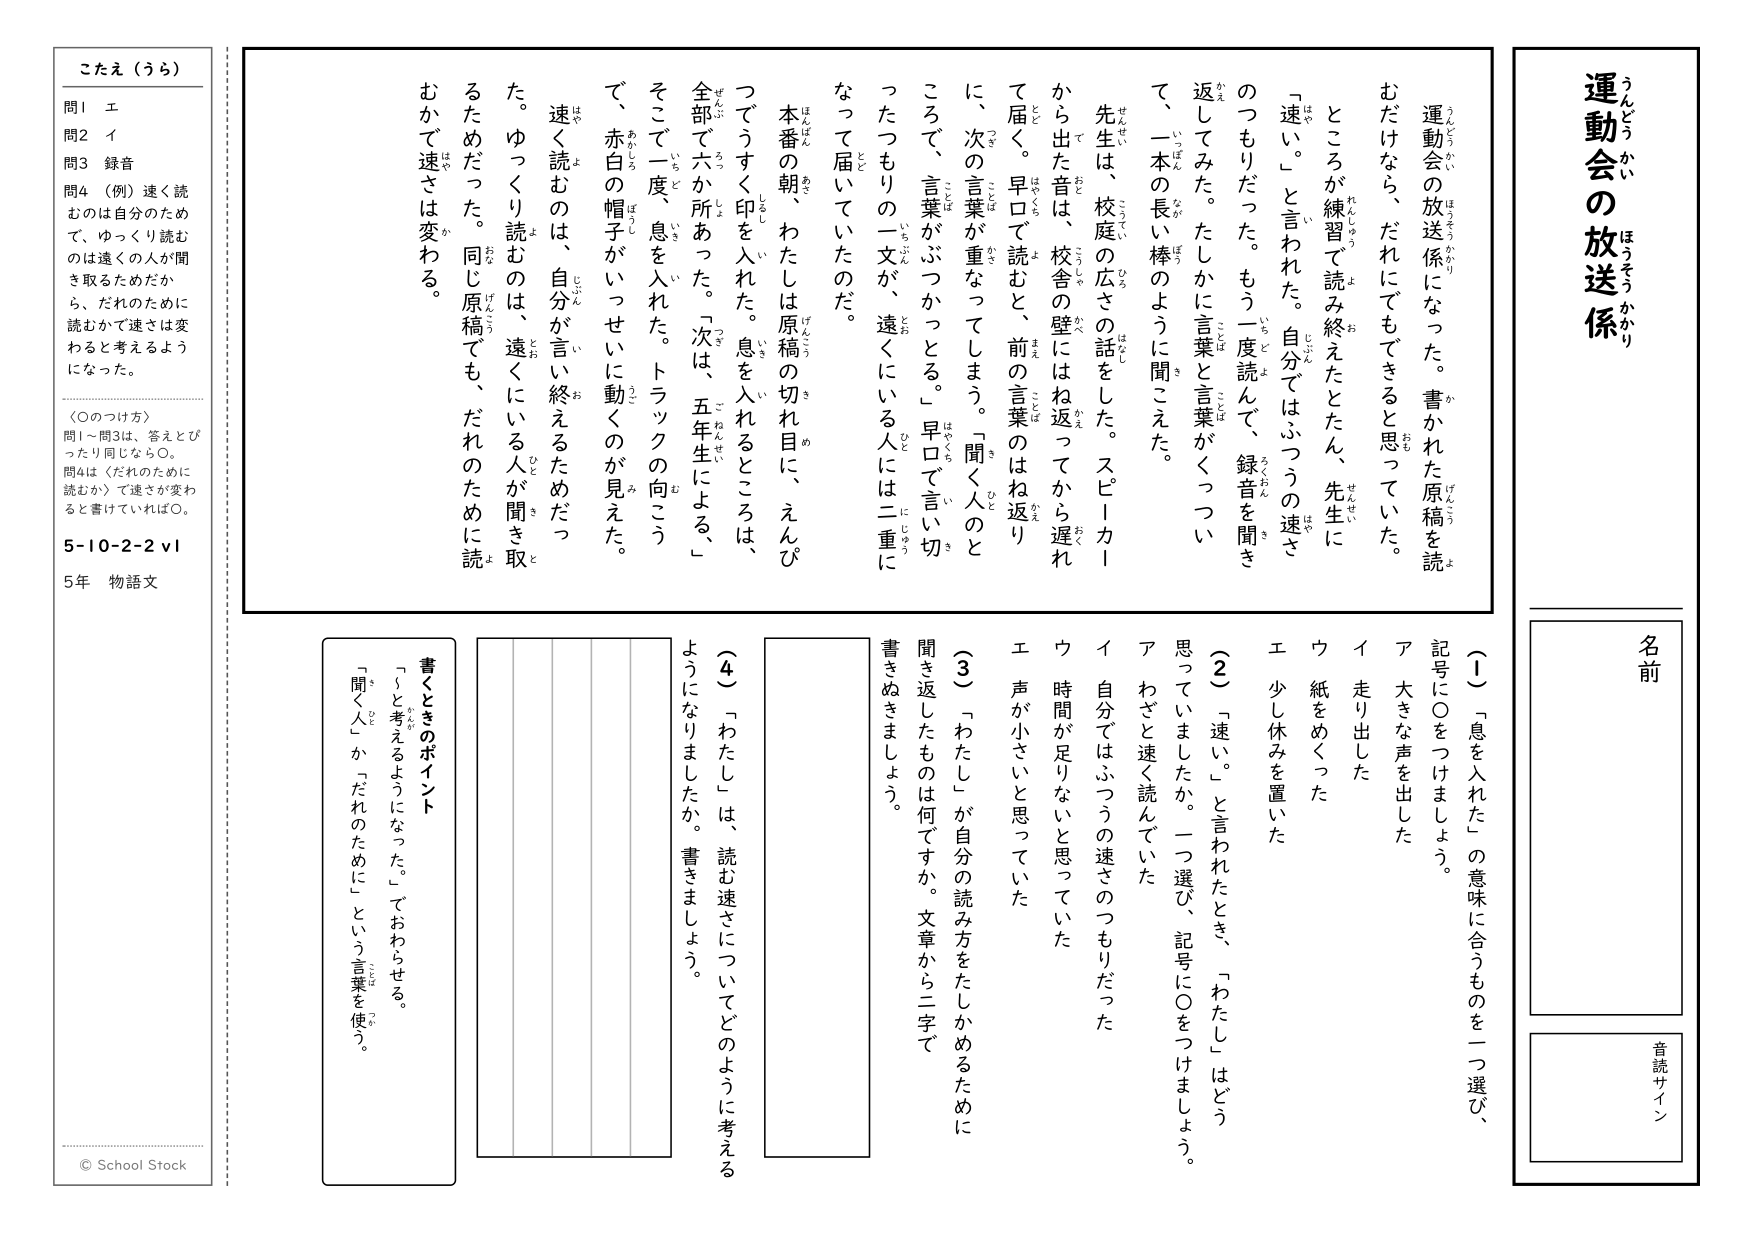 運動会の放送係
名前
音読サイン
運動会の放送係になった。書かれた原稿を読
むだけなら、だれにでもできると思っていた。
ところが練習で読み終えたとたん、先生に
「速い。」と言われた。自分ではふつうの速さ
のつもりだった。もう一度読んで、録音を聞き
返してみた。たしかに言葉と言葉がくっつい
て、一本の長い棒のように聞こえた。
先生は、校庭の広さの話をした。スピーカー
から出た音は、校舎の壁にはね返ってから遅れ
て届く。早口で読むと、前の言葉のはね返り
に、次の言葉が重なってしまう。「聞く人のと
ころで、言葉がぶつかっとる。」早口で言い切
ったつもりの一文が、遠くにいる人には二重に
なって届いていたのだ。
本番の朝、わたしは原稿の切れ目に、えんぴ
つでうすく印を入れた。息を入れるところは、
全部で六か所あった。「次は、五年生による、」
そこで一度、息を入れた。トラックの向こう
で、赤白の帽子がいっせいに動くのが見えた。
速く読むのは、自分が言い終えるためだっ
た。ゆっくり読むのは、遠くにいる人が聞き取
るためだった。同じ原稿でも、だれのために読
むかで速さは変わる。
(1)「息を入れた」の意味に合うものを一つ選び、
記号に○をつけましょう。
ア 大きな声を出した
イ 走り出した
ウ 紙をめくった
エ 少し休みを置いた
(2)「速い。」と言われたとき、「わたし」はどう
思っていましたか。一つ選び、記号に○をつけましょう。
ア わざと速く読んでいた
イ 自分ではふつうの速さのつもりだった
ウ 時間が足りないと思っていた
エ 声が小さいと思っていた
(3)「わたし」が自分の読み方をたしかめるために
聞き返したものは何ですか。文章から二字で
書きぬきましょう。
(4)「わたし」は、読む速さについてどのように考える
ようになりましたか。書きましょう。
書くときのポイント
「〜と考えるようになった。」でおわらせる。
「聞く人」か「だれのために」という言葉を使う。
こたえ（うら）
問1 エ
問2 イ
問3 録音
問4 （例）速く読
むのは自分のため
で、ゆっくり読む
のは遠くの人が聞
き取るためだか
ら、だれのために
読むかで速さは変
わると考えるよう
になった。
〈○のつけ方〉
問1～問3は、答えとぴ
ったり同じなら○。
問4は〈だれのために
読むか〉で速さが変わ
ると書けていれば○。
5-10-2-2 v1
5年 物語文
© School Stock